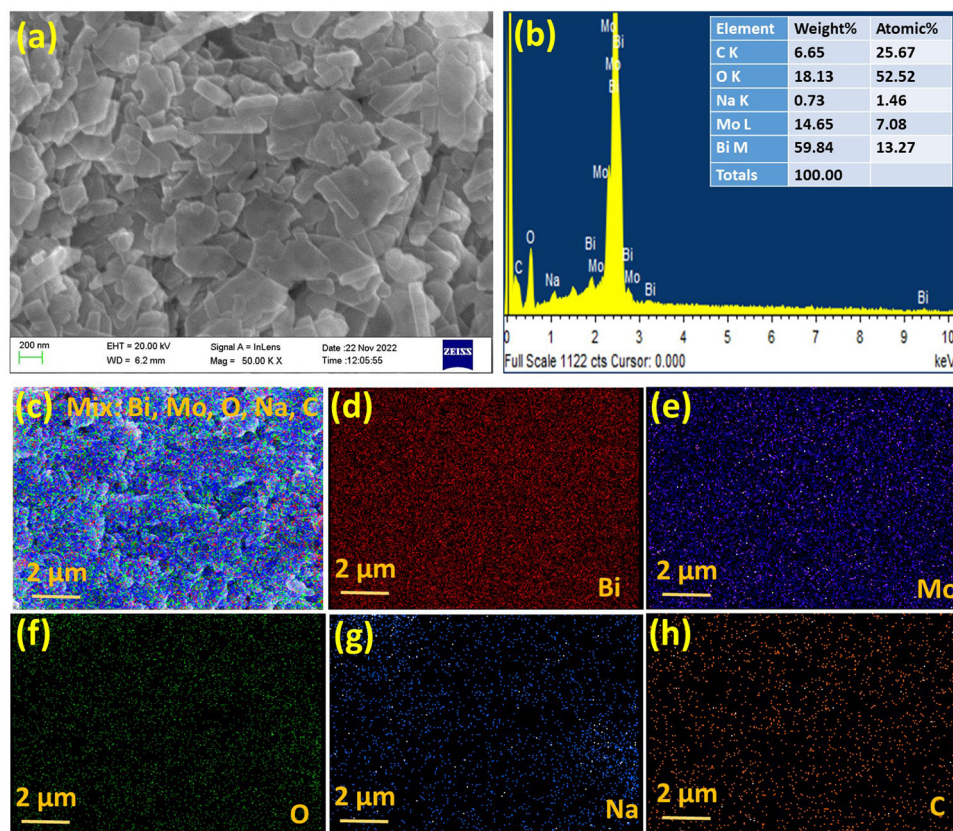 (a)
200 nm
EHT = 20.00 kV
WD = 6.2 mm
Signal A = InLens
Mag = 50.00 K X
Date :22 Nov 2022
Time :12:05:55
ZEISS
(b)
Element Weight% Atomic%
C K 6.65 25.67
O K 18.13 52.52
Na K 0.73 1.46
Mo L 14.65 7.08
Bi M 59.84 13.27
Totals 100.00
Mo
Bi
Mo
Bi
Mo
O
C
Na
Bi
Mo
Bi
Mo
Bi
Bi
0 1 2 3 4 5 6 7 8 9 10
Full Scale 1122 cts Cursor: 0.000
keV
(c) Mix: Bi, Mo, O, Na, C
2 μm
(d)
2 μm
Bi
(e)
2 μm
Mo
(f)
2 μm
O
(g)
2 μm
Na
(h)
2 μm
C